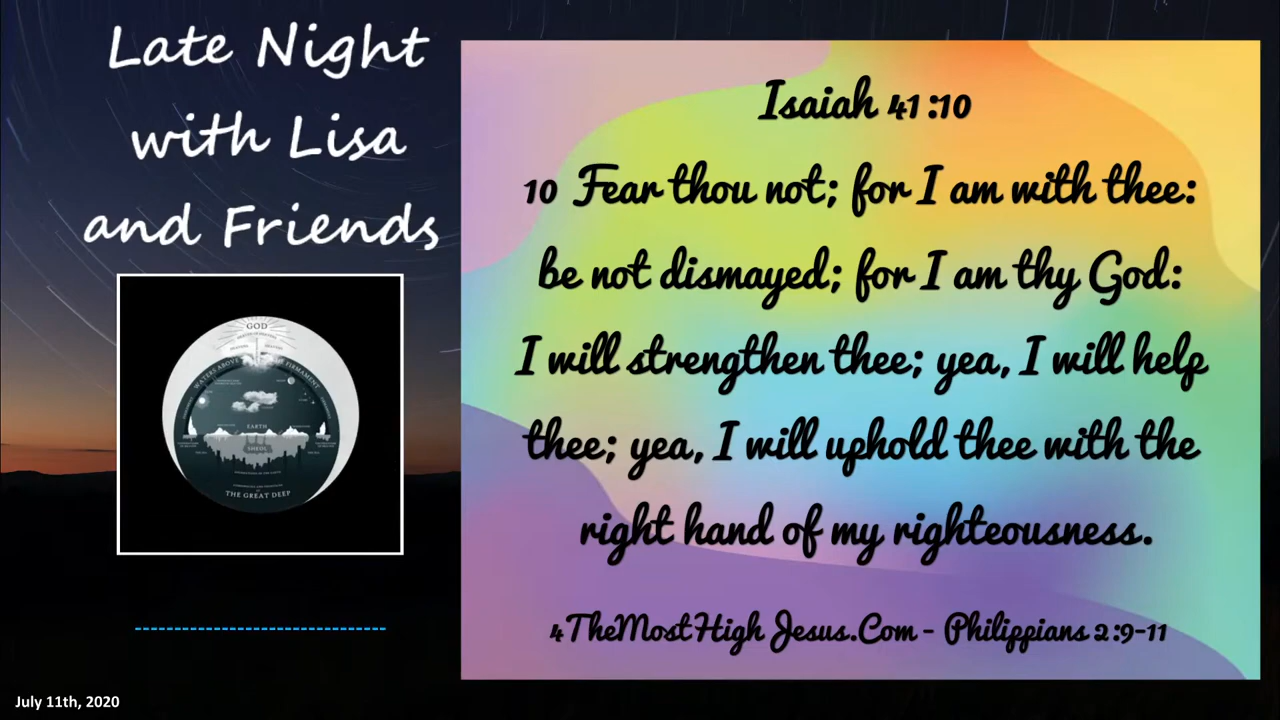 Late Night
with Lisa
and Friends
GOD
WATERS ABOVE FIRMAMENT
EARTH
SHEOL
THE GREAT DEEP
July 11th, 2020
Isaiah 41:10
10 Fear thou not; for I am with thee:
be not dismayed; for I am thy God:
I will strengthen thee; yea, I will help
thee; yea, I will uphold thee with the
right hand of my righteousness.
4TheMostHigh Jesus.Com - Philippians 2:9-11